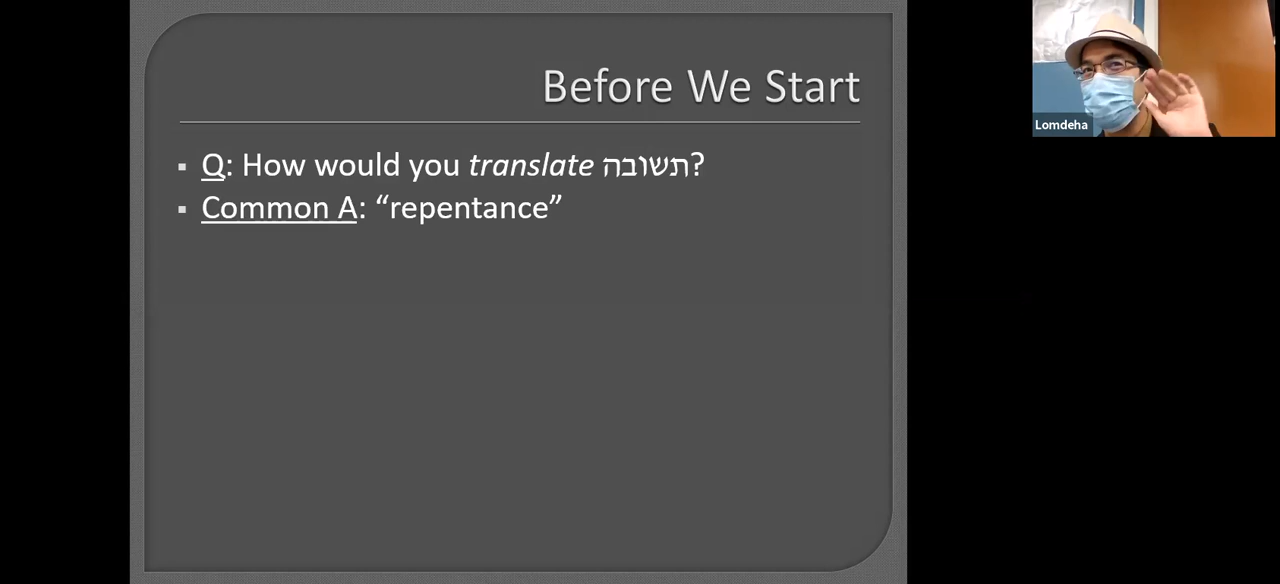 Before We Start
Q: How would you translate תשובה?
Common A: “repentance”
Lomdeha